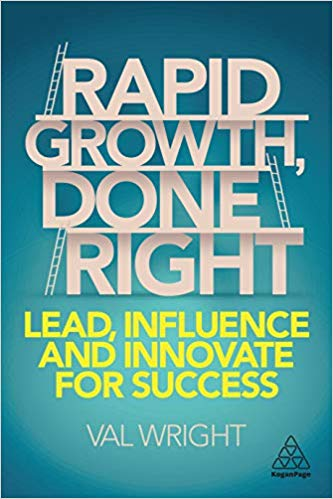 RAPID
GROWTH,
DONE
RIGHT
LEAD, INFLUENCE
AND INNOVATE
FOR SUCCESS
VAL WRIGHT
KoganPage